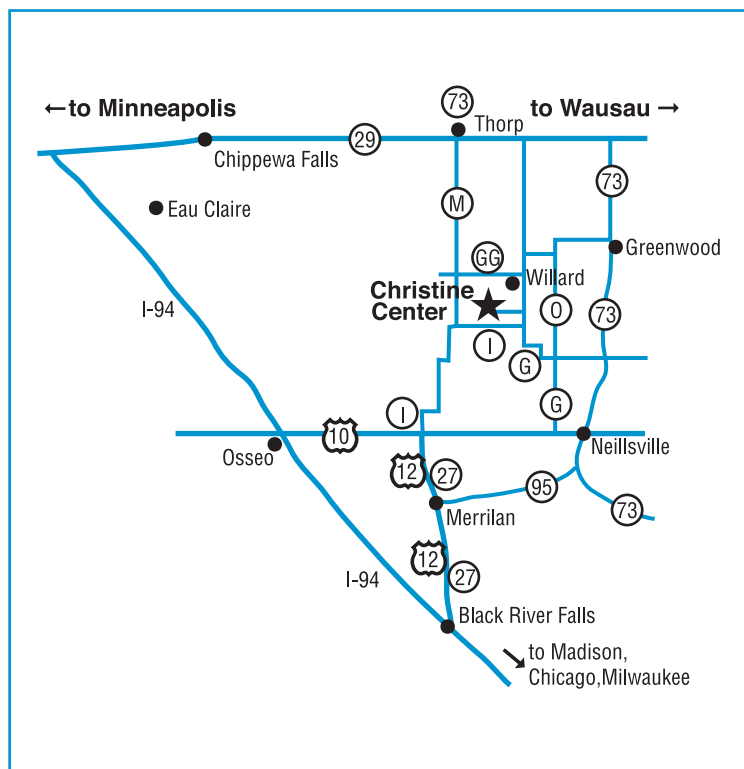 73
←to Minneapolis
to Wausau→
Thorp
29
Chippewa Falls
73
M
Eau Claire
Greenwood
GG
Willard
Christine
Center
I-94
O
73
I
G
I
G
10
Neillsville
Osseo
12
27
95
Merrilan
73
12
I-94
27
Black River Falls
to Madison,
Chicago,Milwaukee